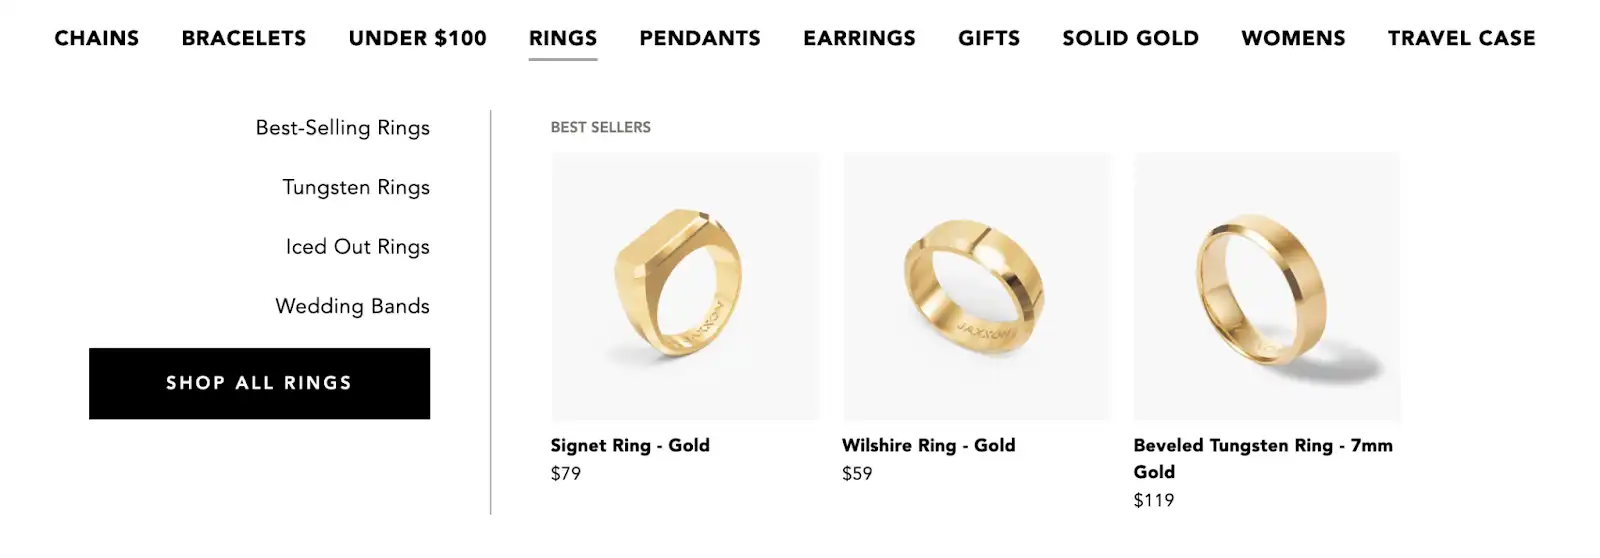 CHAINS BRACELETS UNDER $100 RINGS PENDANTS EARRINGS GIFTS SOLID GOLD WOMENS TRAVEL CASE
Best-Selling Rings
Tungsten Rings
Iced Out Rings
Wedding Bands
SHOP ALL RINGS
BEST SELLERS
JAXXON
Signet Ring - Gold
$79
JAXXON
Wilshire Ring - Gold
$59
Beveled Tungsten Ring - 7mm
Gold
$119